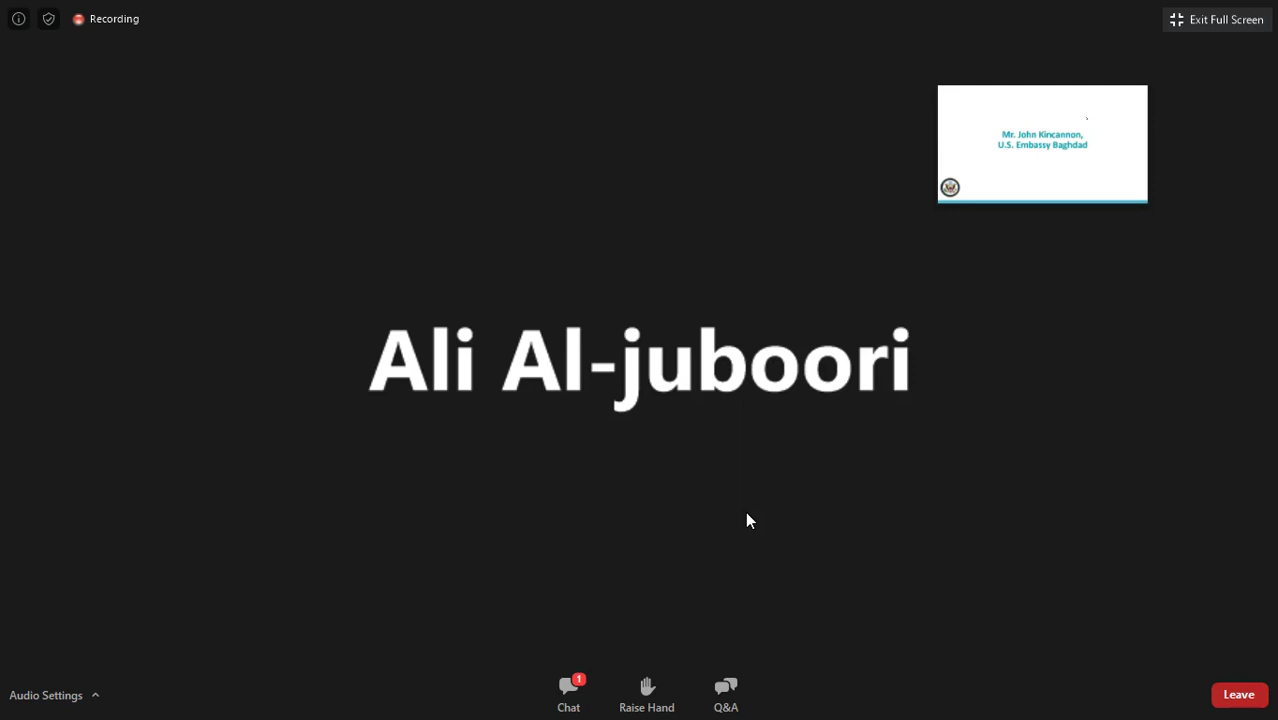 Recording
Exit Full Screen
Mr. John Kincannon,
U.S. Embassy Baghdad
Ali Al-juboori
Audio Settings
1
Chat
Raise Hand
Q&A
Leave